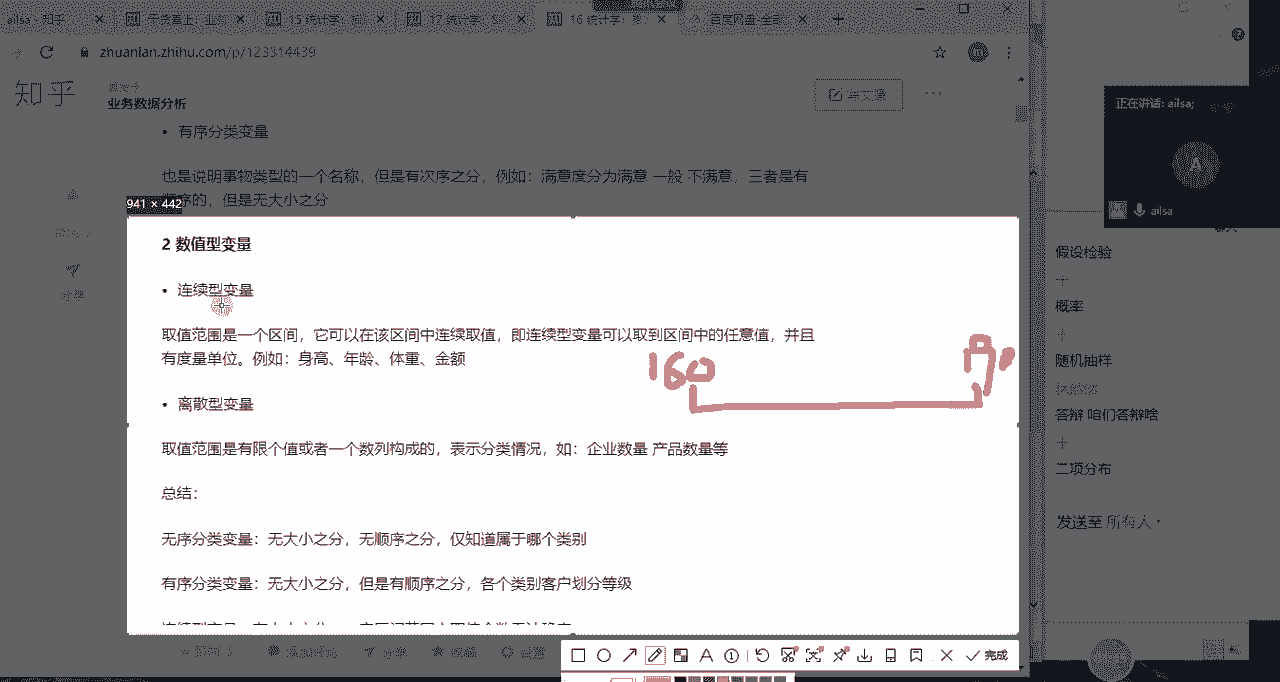 ailsa - 知乎
15 统计学:
17 统计学:
16 统计学:
百度网盘-全部
zhuanlan.zhihu.com/p/123314439
知乎
业务数据分析
写文章
正在讲话: ailsa;
A
ailsa
• 有序分类变量
也是说明事物类型的一个名称，但是有次序之分，例如：满意度分为满意 一般 不满意，三者是有
顺序的，但是无大小之分
941 × 442
2 数值型变量
• 连续型变量
取值范围是一个区间，它可以在该区间中连续取值，即连续型变量可以取到区间中的任意值，并且
有度量单位。例如：身高、年龄、体重、金额
160
• 离散型变量
取值范围是有限个值或者一个数列构成的，表示分类情况，如：企业数量 产品数量等
总结：
无序分类变量：无大小之分，无顺序之分，仅知道属于哪个类别
有序分类变量：无大小之分，但是有顺序之分，各个类别客户划分等级
分享
假设检验
概率
随机抽样
答辩 咱们答辩啥
二项分布
发送至 所有人
完成